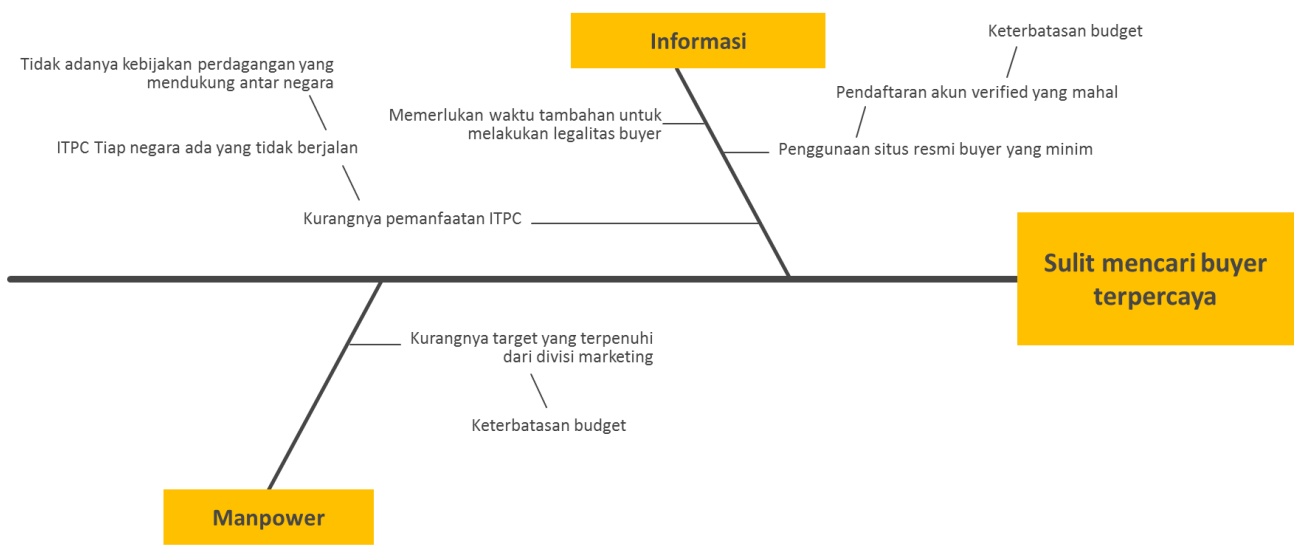 Informasi
Keterbatasan budget
Tidak adanya kebijakan perdagangan yang
mendukung antar negara
Pendaftaran akun verified yang mahal
Memerlukan waktu tambahan untuk
melakukan legalitas buyer
ITPC Tiap negara ada yang tidak berjalan
Penggunaan situs resmi buyer yang minim
Kurangnya pemanfaatan ITPC
Sulit mencari buyer
terpercaya
Kurangnya target yang terpenuhi
dari divisi marketing
Keterbatasan budget
Manpower